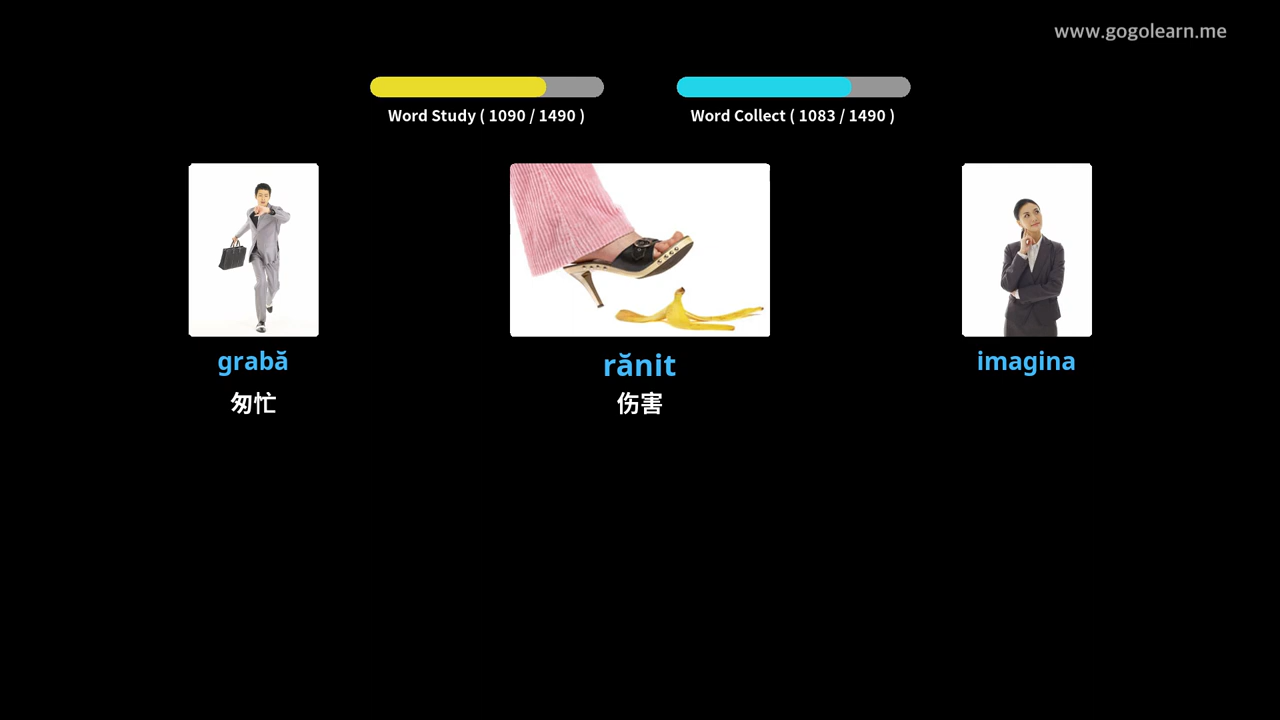 www.gogolearn.me
Word Study ( 1090 / 1490 )
Word Collect ( 1083 / 1490 )
grabă
匆忙
rănit
伤害
imagina